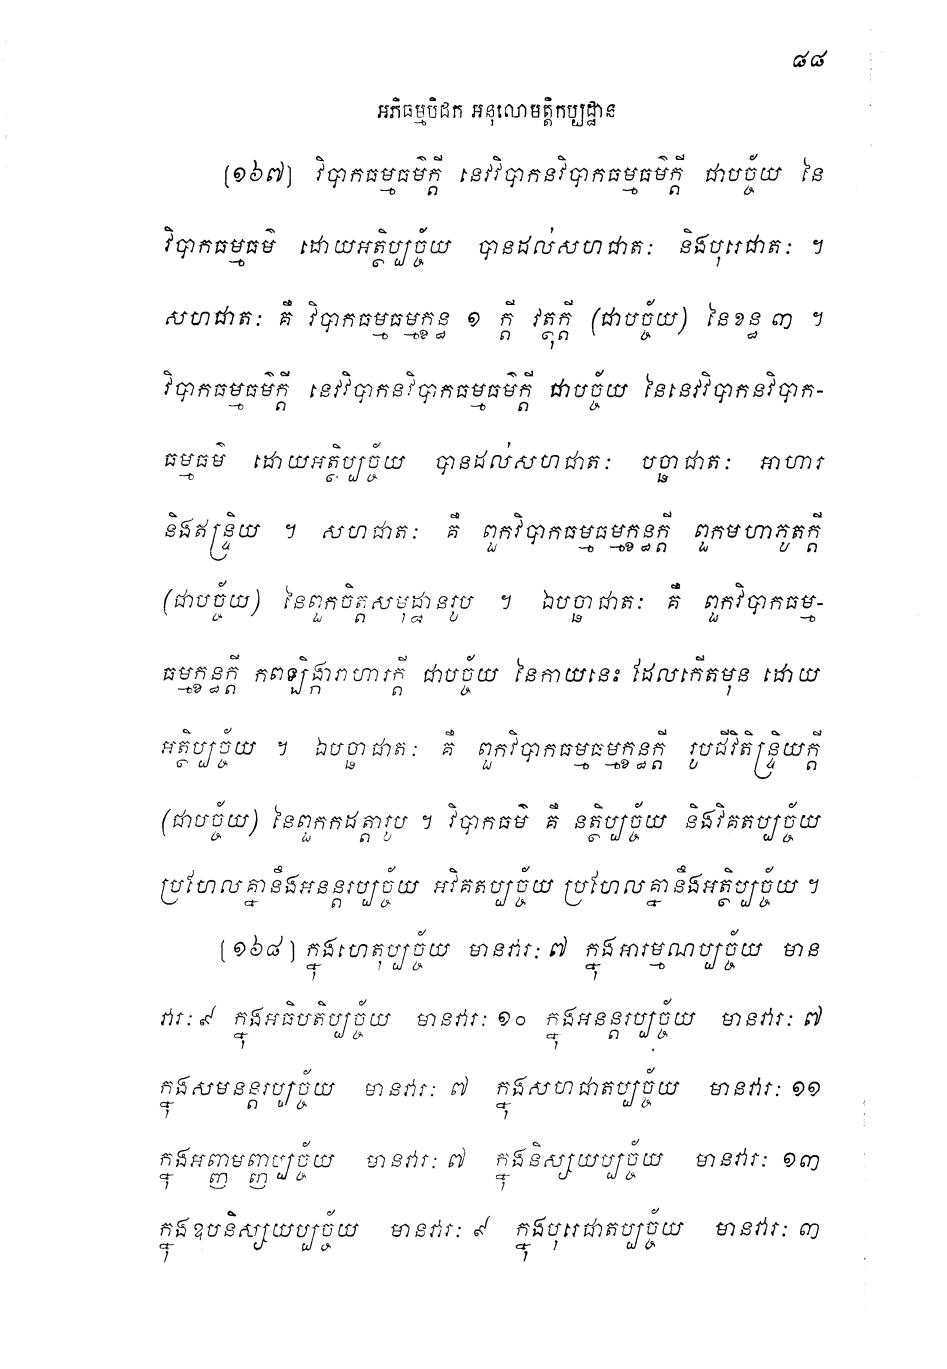 ៨៨
អភិធម្មបិដក អនុលោមត្តិកប្បដ្ឋាន
(១៦៧) វិបាកធម្មធម៌ក្តី នេវវិបាកនវិបាកធម្មធម៌ក្តី ជាបច្ច័យ នៃ
វិបាកធម្មធម៌ ដោយអត្ថិប្បច្ច័យ បានដល់សហជាតៈ និងបុរេជាតៈ ។
សហជាតៈ គឺ វិបាកធម្មធម្មក្ខន្ធ ១ ក្តី វត្ថុក្តី (ជាបច្ច័យ) នៃខន្ធ ៣ ។
វិបាកធម្មធម៌ក្តី នេវវិបាកនវិបាកធម្មធម៌ក្តី ជាបច្ច័យ នៃនេវវិបាកនវិបាក-
ធម្មធម៌ ដោយអត្ថិប្បច្ច័យ បានដល់សហជាតៈ បច្ឆាជាតៈ អាហារ
និងឥន្ទ្រិយ ។ សហជាតៈ គឺ ពួកវិបាកធម្មធម្មក្ខន្ធក្តី ពួកមហាភូតក្តី
(ជាបច្ច័យ) នៃពួកចិត្តសមុដ្ឋានរូប ។ ឯបច្ឆាជាតៈ គឺ ពួកវិបាកធម្ម-
ធម្មក្ខន្ធក្តី កពឡិង្ការាហារក្តី ជាបច្ច័យ នៃកាយនេះ ដែលកើតមុន ដោយ
អត្ថិប្បច្ច័យ ។ ឯបច្ឆាជាតៈ គឺ ពួកវិបាកធម្មធម្មក្ខន្ធក្តី រូបជីវិតិន្ទ្រិយក្តី
(ជាបច្ច័យ) នៃពួកកដត្តារូប ។ វិបាកធម៌ គឺ នត្ថិប្បច្ច័យ និងវិគតប្បច្ច័យ
ប្រហែលគ្នានឹងអនន្តរប្បច្ច័យ អវិគតប្បច្ច័យ ប្រហែលគ្នានឹងអត្ថិប្បច្ច័យ ។
(១៦៨) ក្នុងហេតុប្បច្ច័យ មានវារៈ ៧ ក្នុងអារម្មណប្បច្ច័យ មាន
វារៈ ៩ ក្នុងអធិបតិប្បច្ច័យ មានវារៈ ១០ ក្នុងអនន្តរប្បច្ច័យ មានវារៈ ៧
ក្នុងសមនន្តរប្បច្ច័យ មានវារៈ ៧ ក្នុងសហជាតប្បច្ច័យ មានវារៈ ១១
ក្នុងអញ្ញមញ្ញប្បច្ច័យ មានវារៈ ៧ ក្នុងនិស្សយប្បច្ច័យ មានវារៈ ១៣
ក្នុងឧបនិស្សយប្បច្ច័យ មានវារៈ ៩ ក្នុងបុរេជាតប្បច្ច័យ មានវារៈ ៣